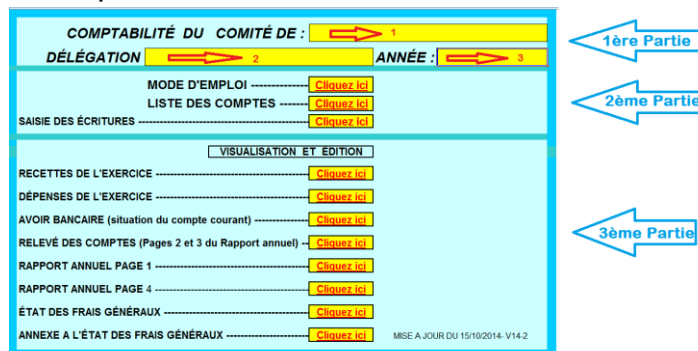 COMPTABILITÉ DU COMITÉ DE : 1
DÉLÉGATION 2 ANNÉE : 3
1ère Partie
MODE D'EMPLOI -------------- Cliquez ici
LISTE DES COMPTES ------- Cliquez ici
SAISIE DES ÉCRITURES ----------------------------------------- Cliquez ici
2ème Partie
VISUALISATION ET ÉDITION
RECETTES DE L'EXERCICE ------------------------------------- Cliquez ici
DÉPENSES DE L'EXERCICE ------------------------------------- Cliquez ici
AVOIR BANCAIRE (situation du compte courant) ------------- Cliquez ici
RELEVÉ DES COMPTES (Pages 2 et 3 du Rapport annuel) -- Cliquez ici
3ème Partie
RAPPORT ANNUEL PAGE 1 ------------------------------------- Cliquez ici
RAPPORT ANNUEL PAGE 4 ------------------------------------- Cliquez ici
ÉTAT DES FRAIS GÉNÉRAUX ----------------------------------- Cliquez ici
ANNEXE A L'ÉTAT DES FRAIS GÉNÉRAUX -------------------- Cliquez ici
MISE A JOUR DU 15/10/2014- V14-2